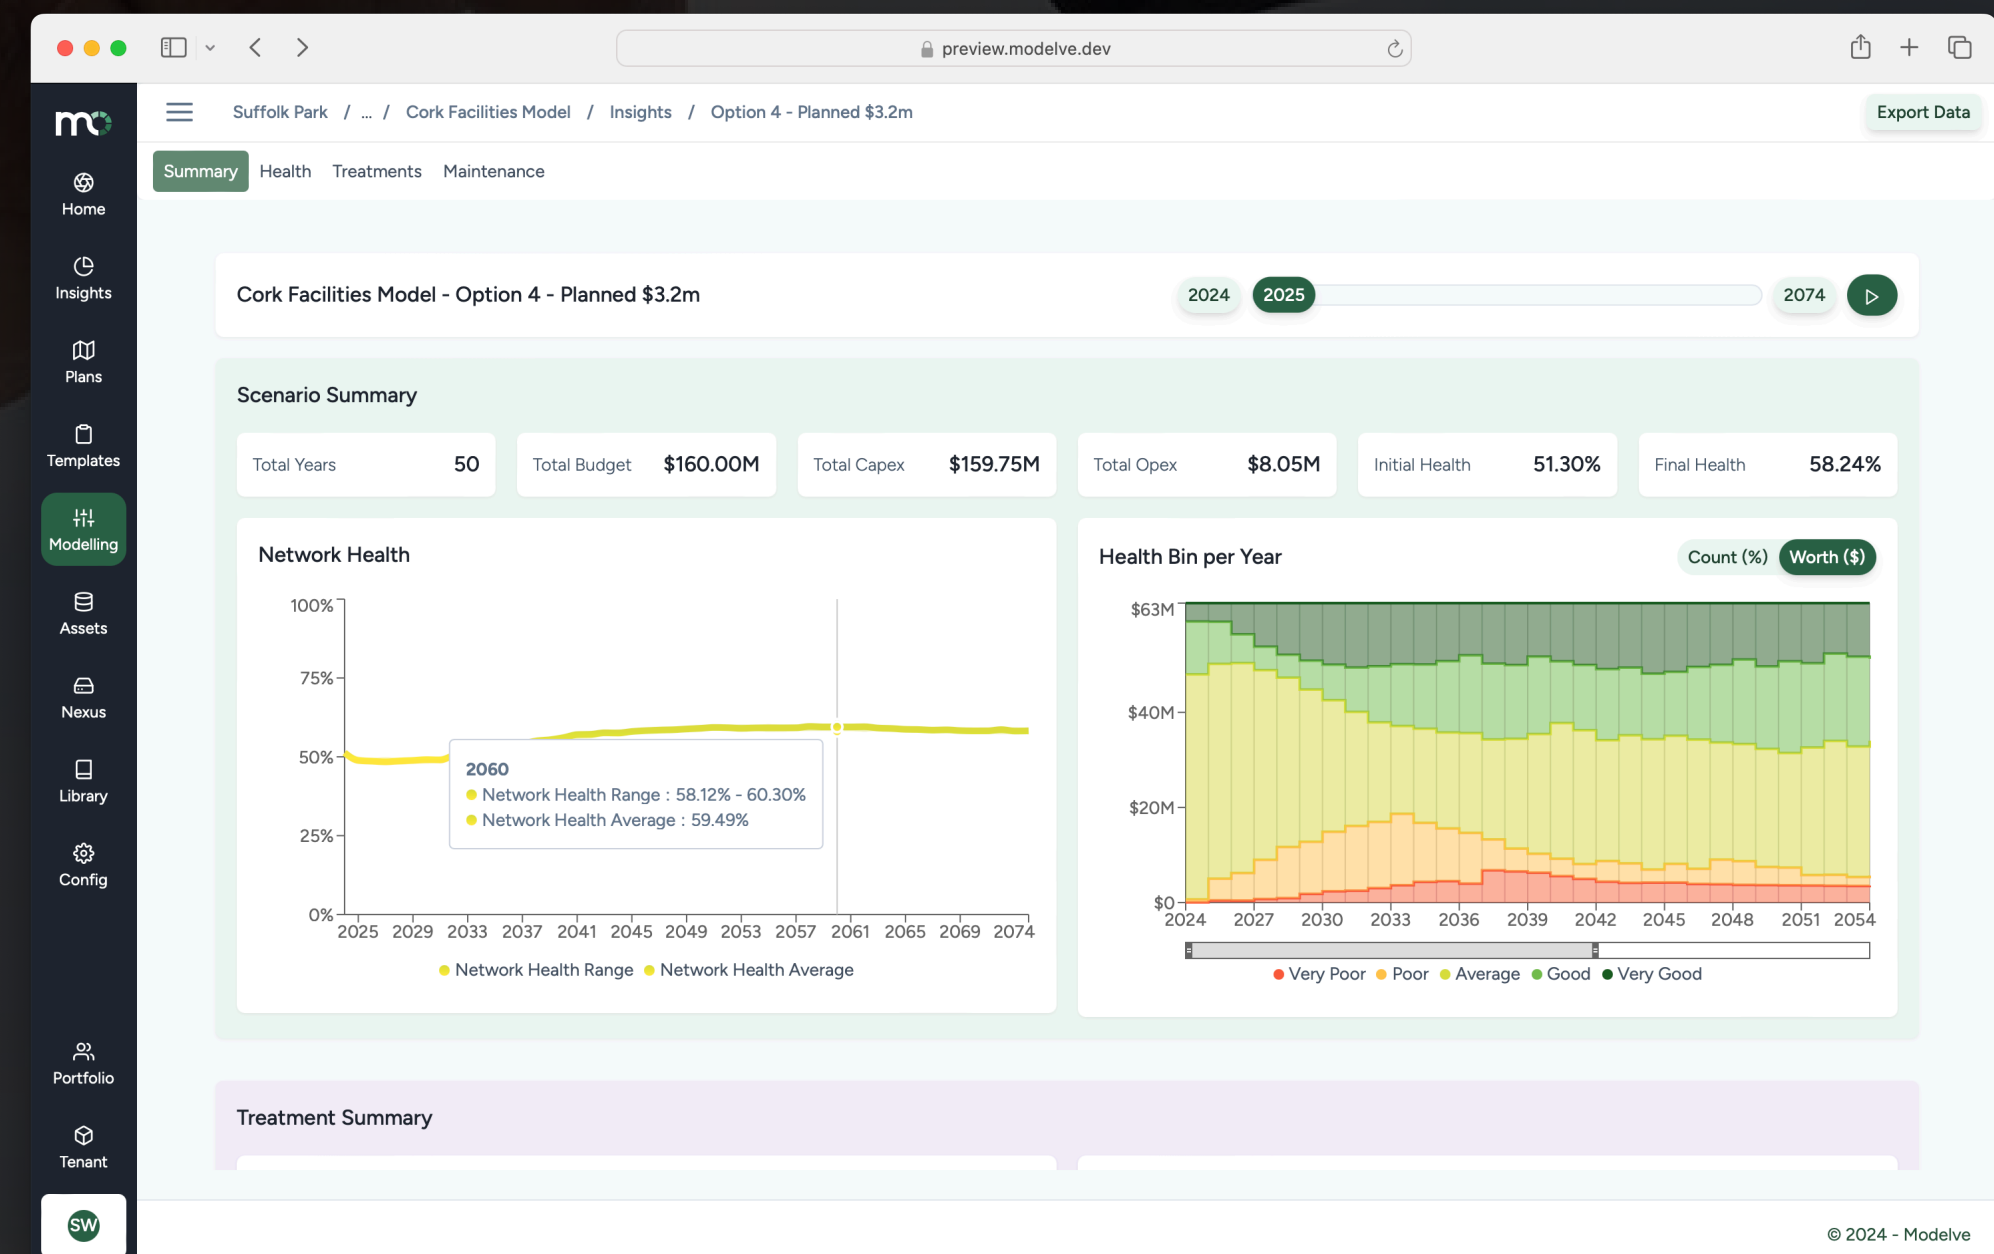 preview.modelve.dev
mo
Suffolk Park / ... / Cork Facilities Model / Insights / Option 4 - Planned $3.2m
Export Data
Summary Health Treatments Maintenance
Home
Insights
Plans
Templates
Modelling
Assets
Nexus
Library
Config
Portfolio
Tenant
SW
Cork Facilities Model - Option 4 - Planned $3.2m
2024 2025 2074
Scenario Summary
Total Years 50
Total Budget $160.00M
Total Capex $159.75M
Total Opex $8.05M
Initial Health 51.30%
Final Health 58.24%
Network Health
100%
75%
50%
25%
0%
2060
Network Health Range : 58.12% - 60.30%
Network Health Average : 59.49%
2025 2029 2033 2037 2041 2045 2049 2053 2057 2061 2065 2069 2074
Network Health Range Network Health Average
Health Bin per Year
Count (%) Worth ($)
$63M
$40M
$20M
$0
2024 2027 2030 2033 2036 2039 2042 2045 2048 2051 2054
Very Poor Poor Average Good Very Good
Treatment Summary
© 2024 - Modelve